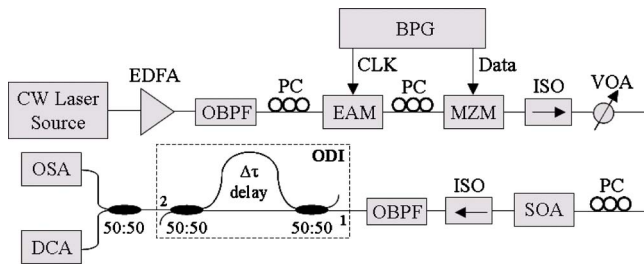 BPG
EDFA
PC
CLK
PC
Data
ISO
VOA
CW Laser
Source
OBPF
EAM
MZM
OSA
ODI
Δτ
delay
ISO
PC
2
1
OBPF
SOA
DCA
50:50
50:50
50:50